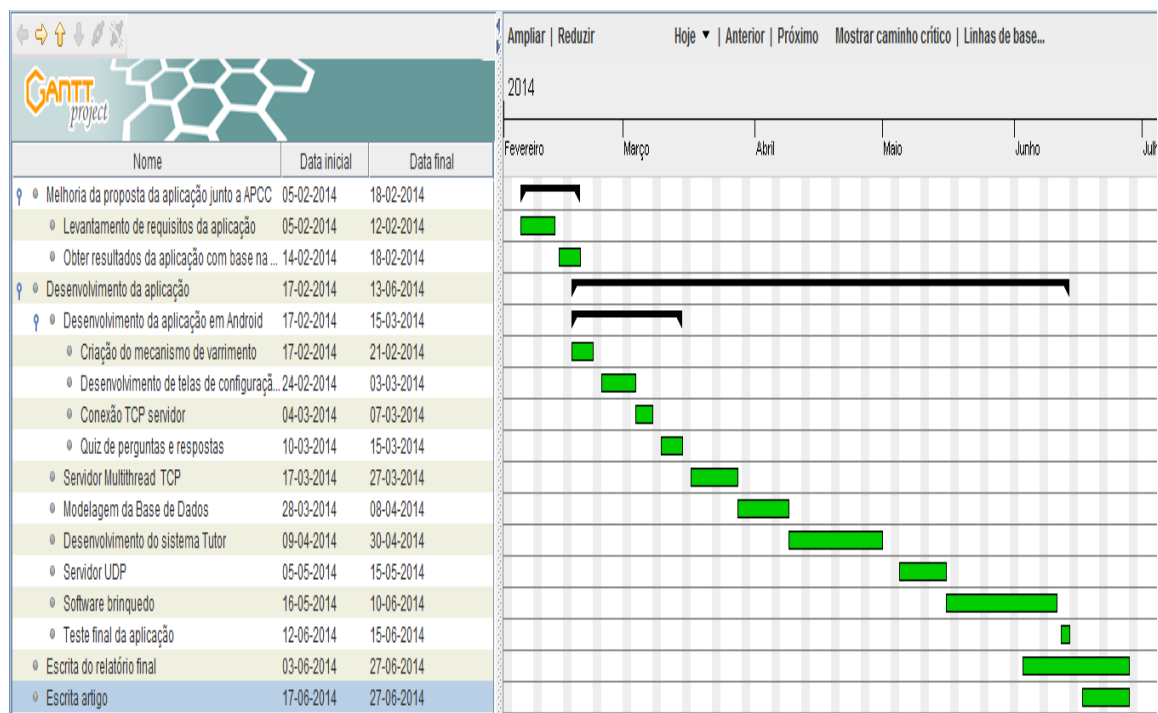 Ampliar | Reduzir Hoje ▼ | Anterior | Próximo Mostrar caminho crítico | Linhas de base...
GANTT project
2014
Nome Data inicial Data final
Fevereiro Março Abril Maio Junho Julh
Melhoria da proposta da aplicação junto a APCC 05-02-2014 18-02-2014
Levantamento de requisitos da aplicação 05-02-2014 12-02-2014
Obter resultados da aplicação com base na ... 14-02-2014 18-02-2014
Desenvolvimento da aplicação 17-02-2014 13-06-2014
Desenvolvimento da aplicação em Android 17-02-2014 15-03-2014
Criação do mecanismo de varrimento 17-02-2014 21-02-2014
Desenvolvimento de telas de configuraçã... 24-02-2014 03-03-2014
Conexão TCP servidor 04-03-2014 07-03-2014
Quiz de perguntas e respostas 10-03-2014 15-03-2014
Servidor Multithread TCP 17-03-2014 27-03-2014
Modelagem da Base de Dados 28-03-2014 08-04-2014
Desenvolvimento do sistema Tutor 09-04-2014 30-04-2014
Servidor UDP 05-05-2014 15-05-2014
Software brinquedo 16-05-2014 10-06-2014
Teste final da aplicação 12-06-2014 15-06-2014
Escrita do relatório final 03-06-2014 27-06-2014
Escrita artigo 17-06-2014 27-06-2014